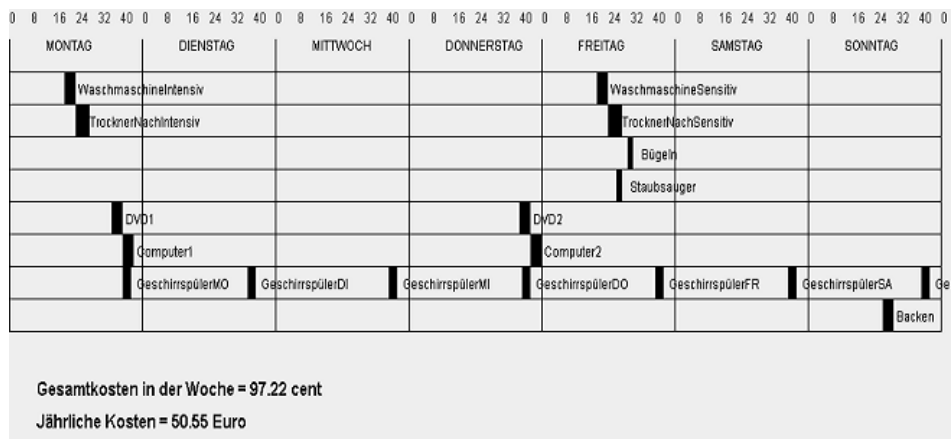 0 8 16 24 32 40 0 8 16 24 32 40 0 8 16 24 32 40 0 8 16 24 32 40 0 8 16 24 32 40 0 8 16 24 32 40 0 8 16 24 32 40 0
MONTAG DIENSTAG MITTWOCH DONNERSTAG FREITAG SAMSTAG SONNTAG
WaschmaschineIntensiv WaschmaschineSensitiv
TrocknerNachIntensiv TrocknerNachSensitiv
Bügeln
Staubsauger
DVD1 DVD2
Computer1 Computer2
GeschirrspülerMO GeschirrspülerDI GeschirrspülerMI GeschirrspülerDO GeschirrspülerFR GeschirrspülerSA Ge
Backen
Gesamtkosten in der Woche = 97.22 cent
Jährliche Kosten = 50.55 Euro